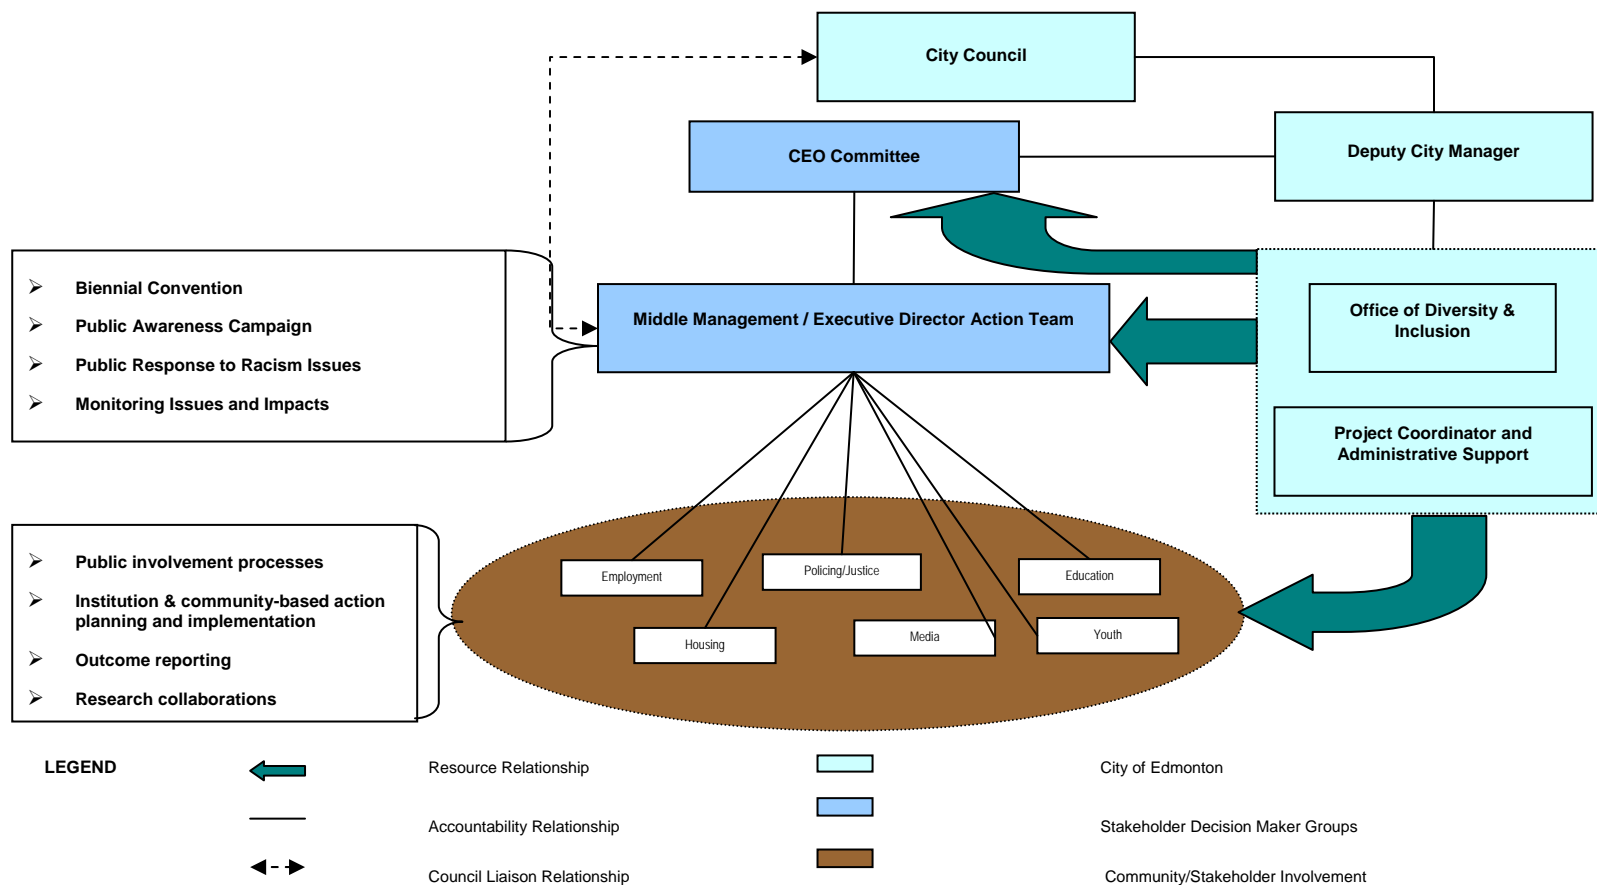 City Council
CEO Committee
Deputy City Manager
➢ Biennial Convention
➢ Public Awareness Campaign
➢ Public Response to Racism Issues
➢ Monitoring Issues and Impacts
Middle Management / Executive Director Action Team
Office of Diversity &
Inclusion
Project Coordinator and
Administrative Support
➢ Public involvement processes
➢ Institution & community-based action
planning and implementation
➢ Outcome reporting
➢ Research collaborations
Employment
Policing/Justice
Education
Housing
Media
Youth
LEGEND
Resource Relationship
City of Edmonton
Accountability Relationship
Stakeholder Decision Maker Groups
Council Liaison Relationship
Community/Stakeholder Involvement